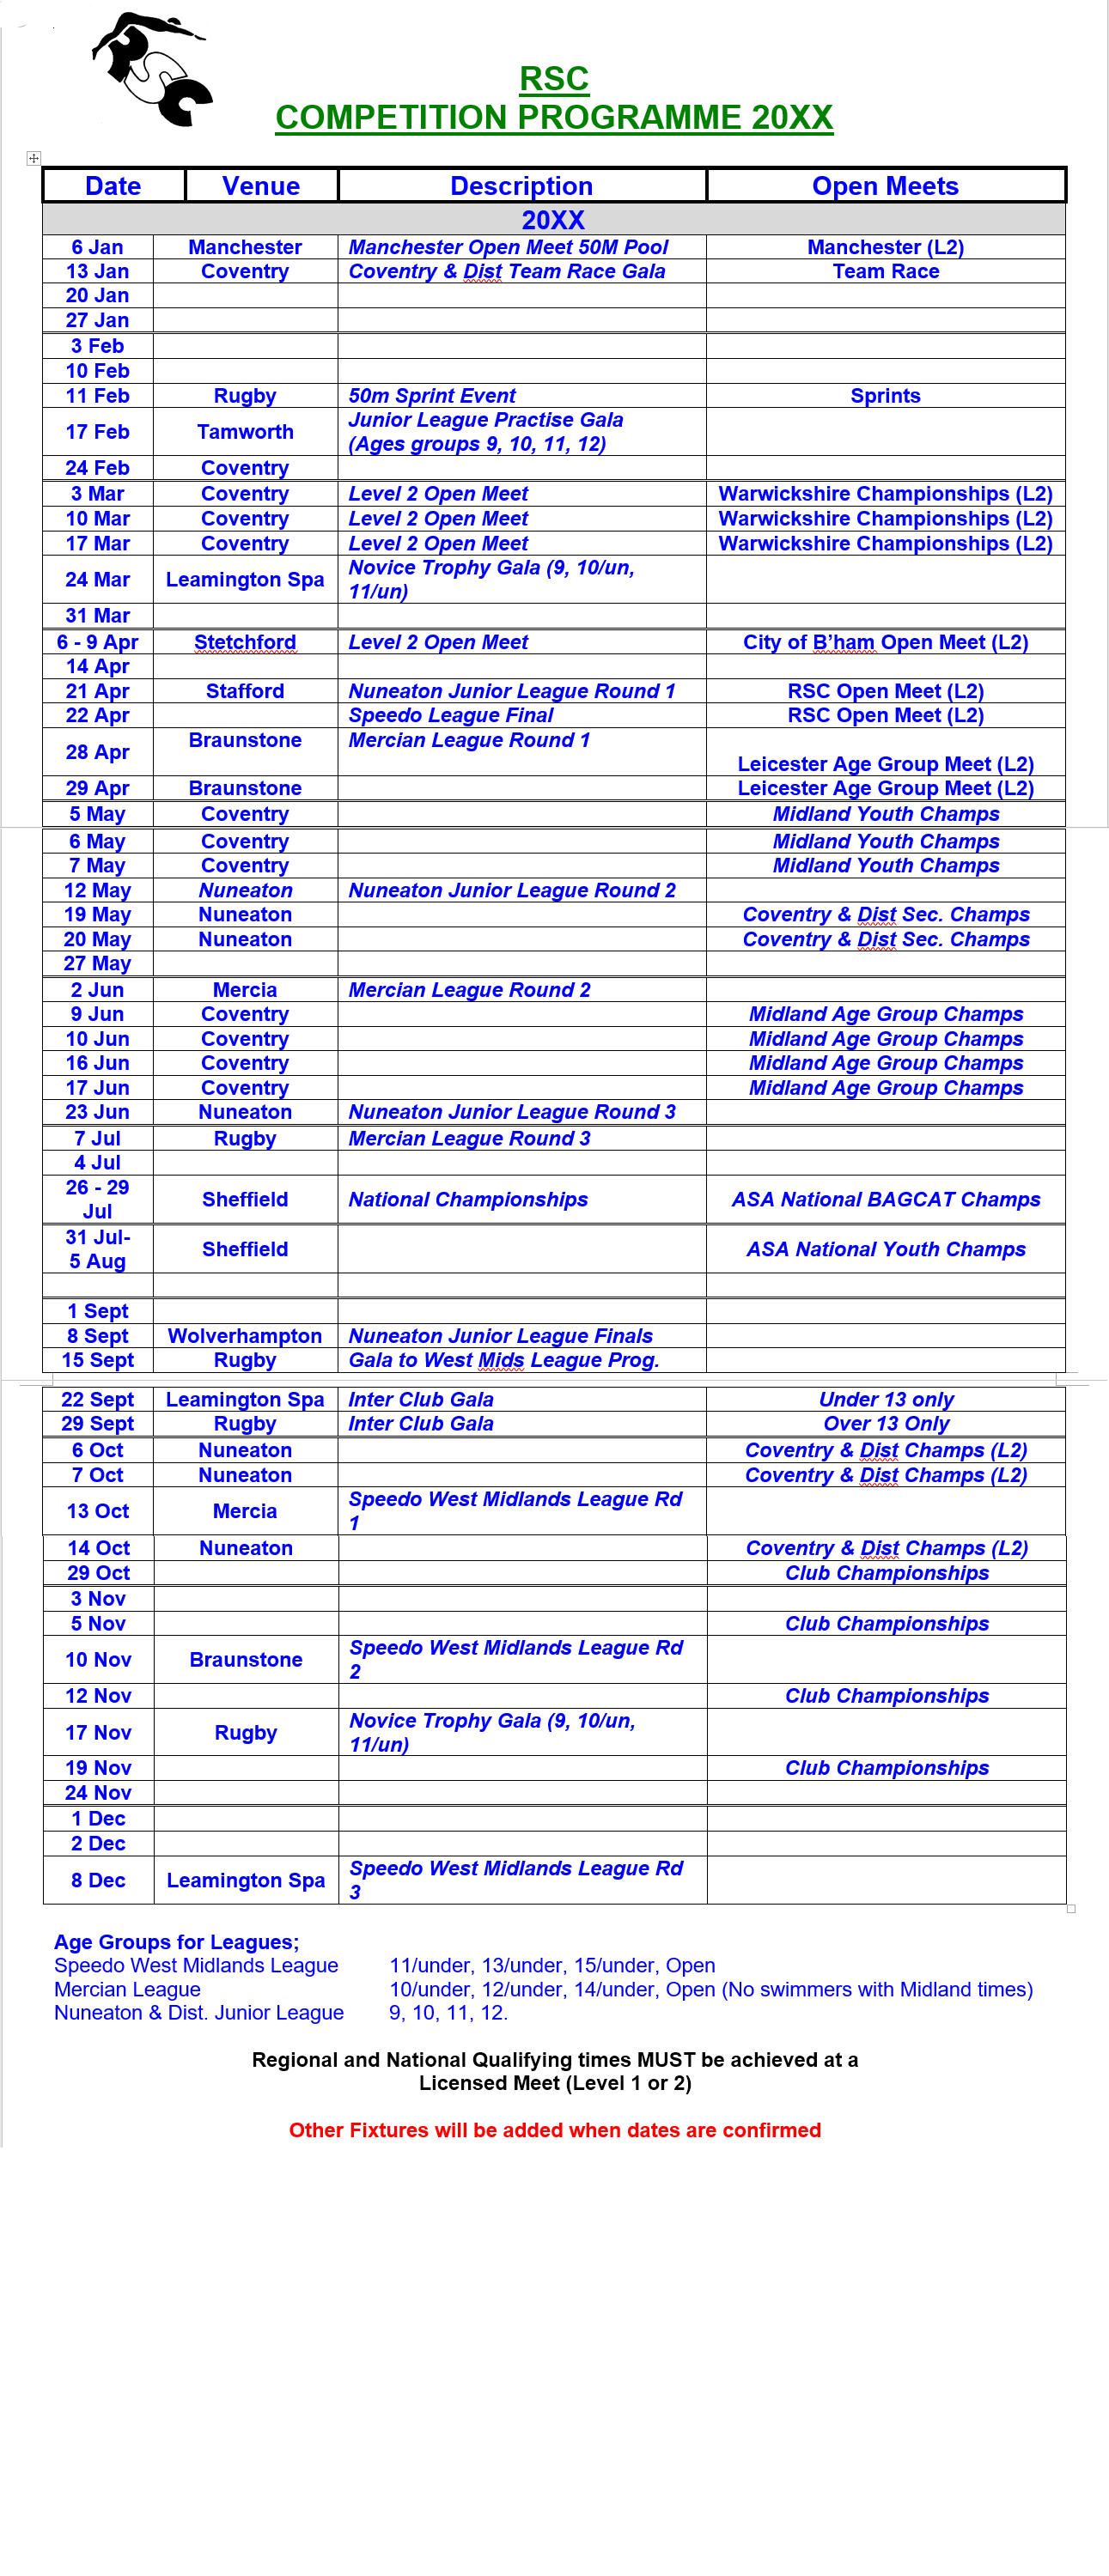 RSC
COMPETITION PROGRAMME 20XX
Date Venue Description Open Meets
20XX
6 Jan Manchester Manchester Open Meet 50M Pool Manchester (L2)
13 Jan Coventry Coventry & Dist Team Race Gala Team Race
20 Jan
27 Jan
3 Feb
10 Feb
11 Feb Rugby 50m Sprint Event Sprints
17 Feb Tamworth Junior League Practise Gala
(Ages groups 9, 10, 11, 12)
24 Feb Coventry
3 Mar Coventry Level 2 Open Meet Warwickshire Championships (L2)
10 Mar Coventry Level 2 Open Meet Warwickshire Championships (L2)
17 Mar Coventry Level 2 Open Meet Warwickshire Championships (L2)
24 Mar Leamington Spa Novice Trophy Gala (9, 10/un,
11/un)
31 Mar
6 - 9 Apr Stetchford Level 2 Open Meet City of B'ham Open Meet (L2)
14 Apr
21 Apr Stafford Nuneaton Junior League Round 1 RSC Open Meet (L2)
22 Apr Speedo League Final RSC Open Meet (L2)
28 Apr Braunstone Mercian League Round 1
Leicester Age Group Meet (L2)
29 Apr Braunstone Leicester Age Group Meet (L2)
5 May Coventry Midland Youth Champs
6 May Coventry Midland Youth Champs
7 May Coventry Midland Youth Champs
12 May Nuneaton Nuneaton Junior League Round 2
19 May Nuneaton Coventry & Dist Sec. Champs
20 May Nuneaton Coventry & Dist Sec. Champs
27 May
2 Jun Mercia Mercian League Round 2
9 Jun Coventry Midland Age Group Champs
10 Jun Coventry Midland Age Group Champs
16 Jun Coventry Midland Age Group Champs
17 Jun Coventry Midland Age Group Champs
23 Jun Nuneaton Nuneaton Junior League Round 3
7 Jul Rugby Mercian League Round 3
4 Jul
26 - 29
Jul Sheffield National Championships ASA National BAGCAT Champs
31 Jul-
5 Aug Sheffield ASA National Youth Champs
1 Sept
8 Sept Wolverhampton Nuneaton Junior League Finals
15 Sept Rugby Gala to West Mids League Prog.
22 Sept Leamington Spa Inter Club Gala Under 13 only
29 Sept Rugby Inter Club Gala Over 13 Only
6 Oct Nuneaton Coventry & Dist Champs (L2)
7 Oct Nuneaton Coventry & Dist Champs (L2)
13 Oct Mercia Speedo West Midlands League Rd
1
14 Oct Nuneaton Coventry & Dist Champs (L2)
29 Oct Club Championships
3 Nov
5 Nov Club Championships
10 Nov Braunstone Speedo West Midlands League Rd
2
12 Nov Club Championships
17 Nov Rugby Novice Trophy Gala (9, 10/un,
11/un)
19 Nov Club Championships
24 Nov
1 Dec
2 Dec
8 Dec Leamington Spa Speedo West Midlands League Rd
3
Age Groups for Leagues;
Speedo West Midlands League 11/under, 13/under, 15/under, Open
Mercian League 10/under, 12/under, 14/under, Open (No swimmers with Midland times)
Nuneaton & Dist. Junior League 9, 10, 11, 12.
Regional and National Qualifying times MUST be achieved at a
Licensed Meet (Level 1 or 2)
Other Fixtures will be added when dates are confirmed